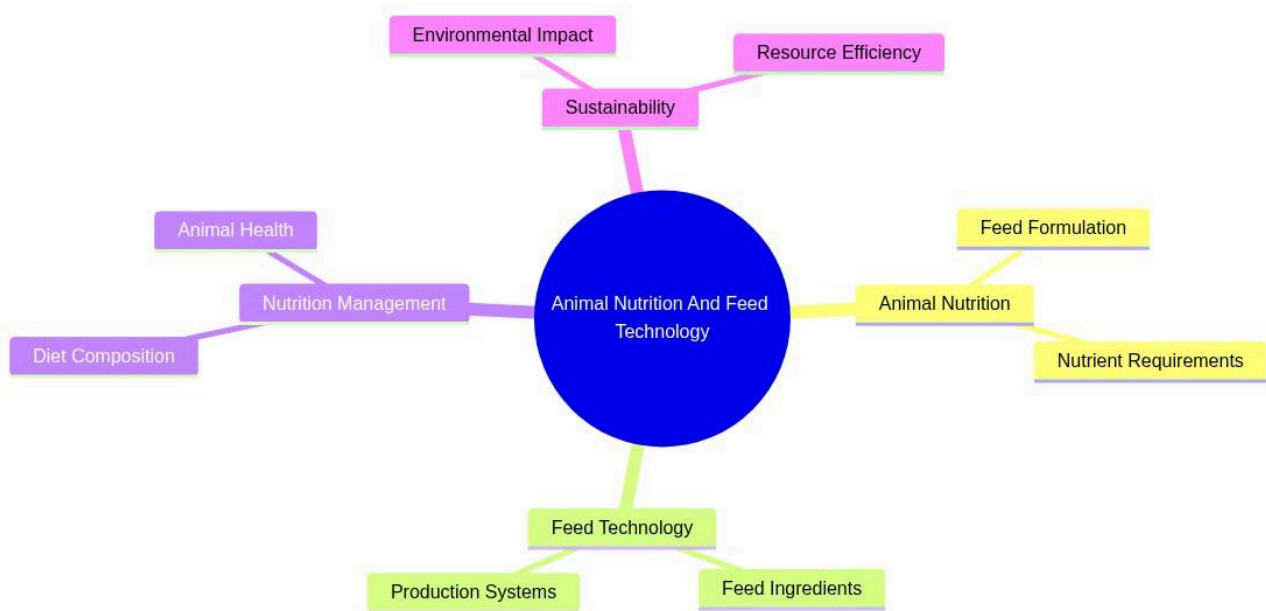 Environmental Impact
Resource Efficiency
Sustainability
Animal Health
Feed Formulation
Nutrition Management
Animal Nutrition And Feed
Technology
Animal Nutrition
Diet Composition
Nutrient Requirements
Feed Technology
Production Systems
Feed Ingredients